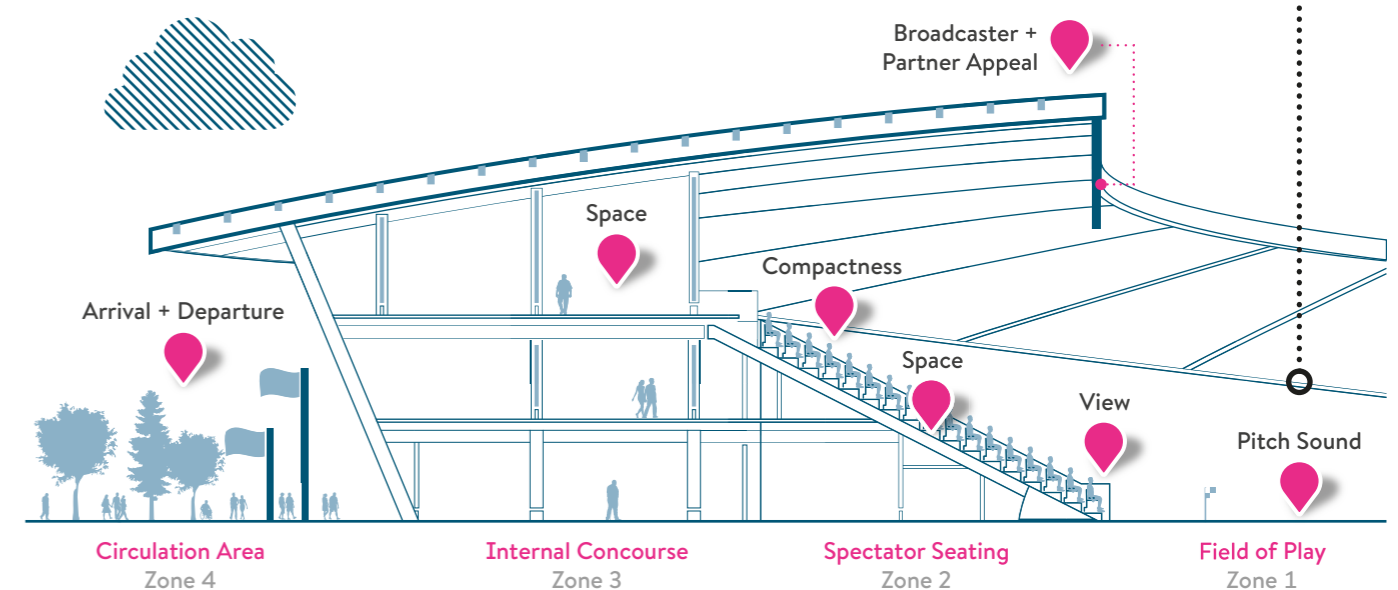 Broadcaster +
Partner Appeal
Space
Compactness
Arrival + Departure
Space
View
Pitch Sound
Circulation Area
Zone 4
Internal Concourse
Zone 3
Spectator Seating
Zone 2
Field of Play
Zone 1